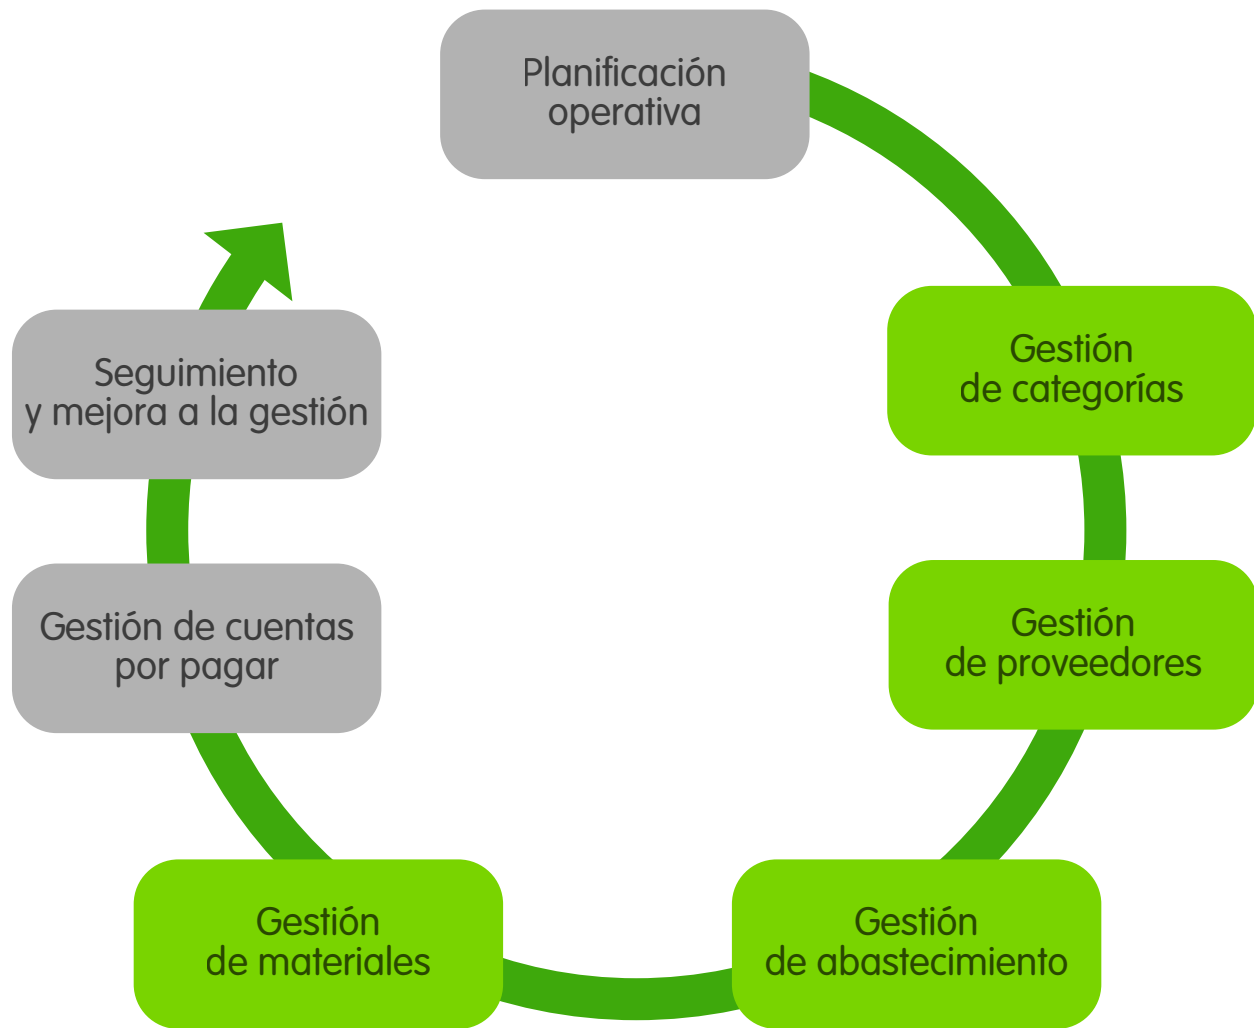 Planificación
operativa
Gestión
de categorías
Gestión
de proveedores
Gestión
de abastecimiento
Gestión
de materiales
Gestión de cuentas
por pagar
Seguimiento
y mejora a la gestión